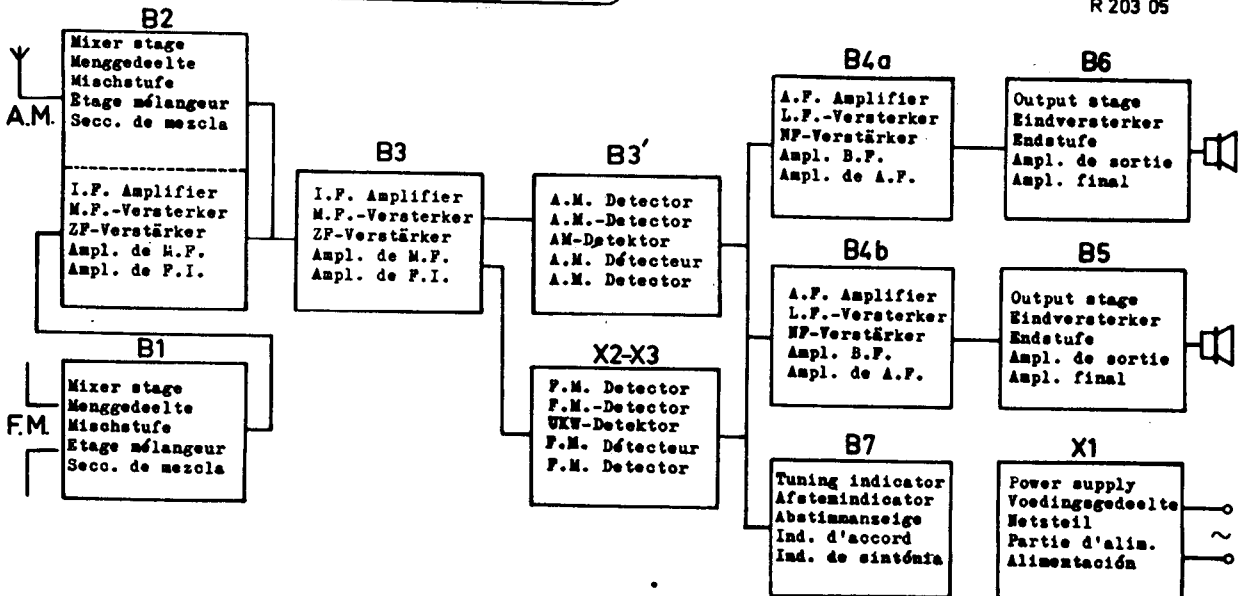 R 203 05
B2
Mixer stage
Menggedeelte
Mischstufe
Etage mélangeur
Secc. de mezcla
I.F. Amplifier
M.F.-Versterker
ZF-Verstärker
Ampl. de M.F.
Ampl. de F.I.
A.M.
B1
Mixer stage
Menggedeelte
Mischstufe
Etage mélangeur
Secc. de mezcla
F.M.
B3
I.F. Amplifier
M.F.-Versterker
ZF-Verstärker
Ampl. de M.F.
Ampl. de F.I.
B3′
A.M. Detector
A.M.-Detector
AM-Detektor
A.M. Détecteur
A.M. Detector
X2-X3
F.M. Detector
F.M.-Detector
UKW-Detektor
F.M. Détecteur
F.M. Detector
B4a
A.F. Amplifier
L.F.-Versterker
NF-Verstärker
Ampl. B.F.
Ampl. de A.F.
B6
Output stage
Eindversterker
Endstufe
Ampl. de sortie
Ampl. final
B4b
A.F. Amplifier
L.F.-Versterker
NF-Verstärker
Ampl. B.F.
Ampl. de A.F.
B5
Output stage
Eindversterker
Endstufe
Ampl. de sortie
Ampl. final
B7
Tuning indicator
Afstemindicator
Abstimmanzeige
Ind. d'accord
Ind. de sintónia
X1
Power supply
Voedingsgedeelte
Netsteil
Partie d'alim.
Alimentación
~